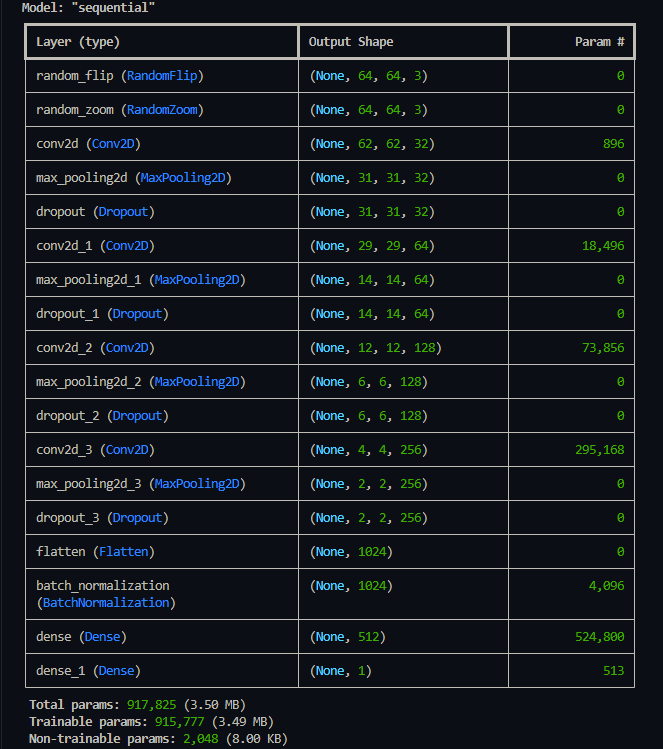 Model: "sequential"
Layer (type) Output Shape Param #
random_flip (RandomFlip) (None, 64, 64, 3) 0
random_zoom (RandomZoom) (None, 64, 64, 3) 0
conv2d (Conv2D) (None, 62, 62, 32) 896
max_pooling2d (MaxPooling2D) (None, 31, 31, 32) 0
dropout (Dropout) (None, 31, 31, 32) 0
conv2d_1 (Conv2D) (None, 29, 29, 64) 18,496
max_pooling2d_1 (MaxPooling2D) (None, 14, 14, 64) 0
dropout_1 (Dropout) (None, 14, 14, 64) 0
conv2d_2 (Conv2D) (None, 12, 12, 128) 73,856
max_pooling2d_2 (MaxPooling2D) (None, 6, 6, 128) 0
dropout_2 (Dropout) (None, 6, 6, 128) 0
conv2d_3 (Conv2D) (None, 4, 4, 256) 295,168
max_pooling2d_3 (MaxPooling2D) (None, 2, 2, 256) 0
dropout_3 (Dropout) (None, 2, 2, 256) 0
flatten (Flatten) (None, 1024) 0
batch_normalization (None, 1024) 4,096
(BatchNormalization)
dense (Dense) (None, 512) 524,800
dense_1 (Dense) (None, 1) 513
Total params: 917,825 (3.50 MB)
Trainable params: 915,777 (3.49 MB)
Non-trainable params: 2,048 (8.00 KB)